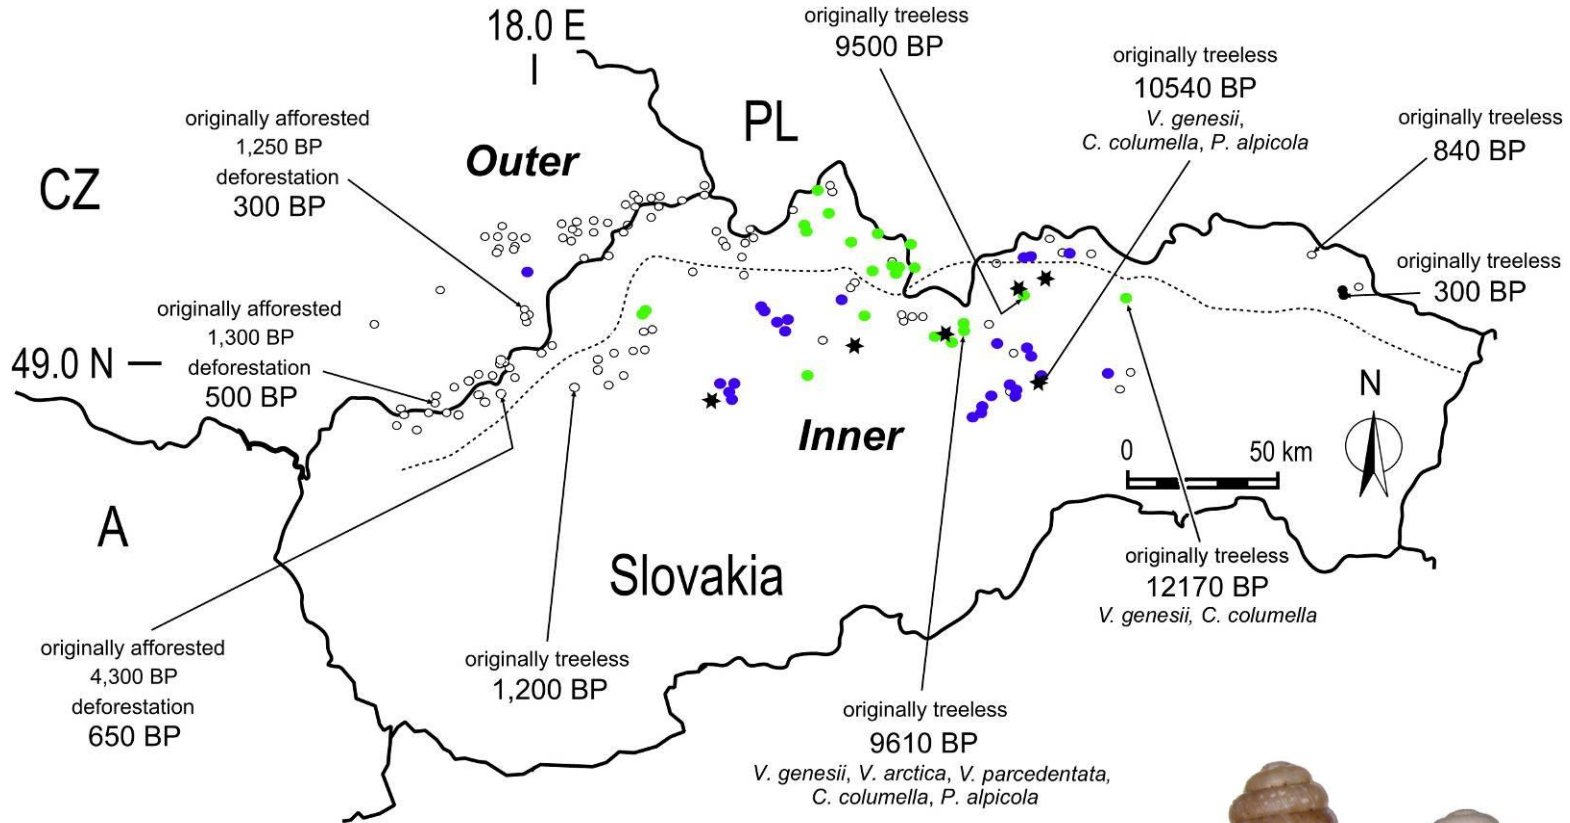 18.0 E
originally treeless
9500 BP
originally treeless
10540 BP
V. genesii,
C. columella, P. alpicola
originally treeless
840 BP
PL
originally afforested
1,250 BP
deforestation
300 BP
Outer
CZ
originally treeless
300 BP
originally afforested
1,300 BP
deforestation
500 BP
49.0 N
N
Inner
0 50 km
A
Slovakia
originally treeless
12170 BP
V. genesii, C. columella
originally afforested
4,300 BP
deforestation
650 BP
originally treeless
1,200 BP
originally treeless
9610 BP
V. genesii, V. arctica, V. parcedentata,
C. columella, P. alpicola